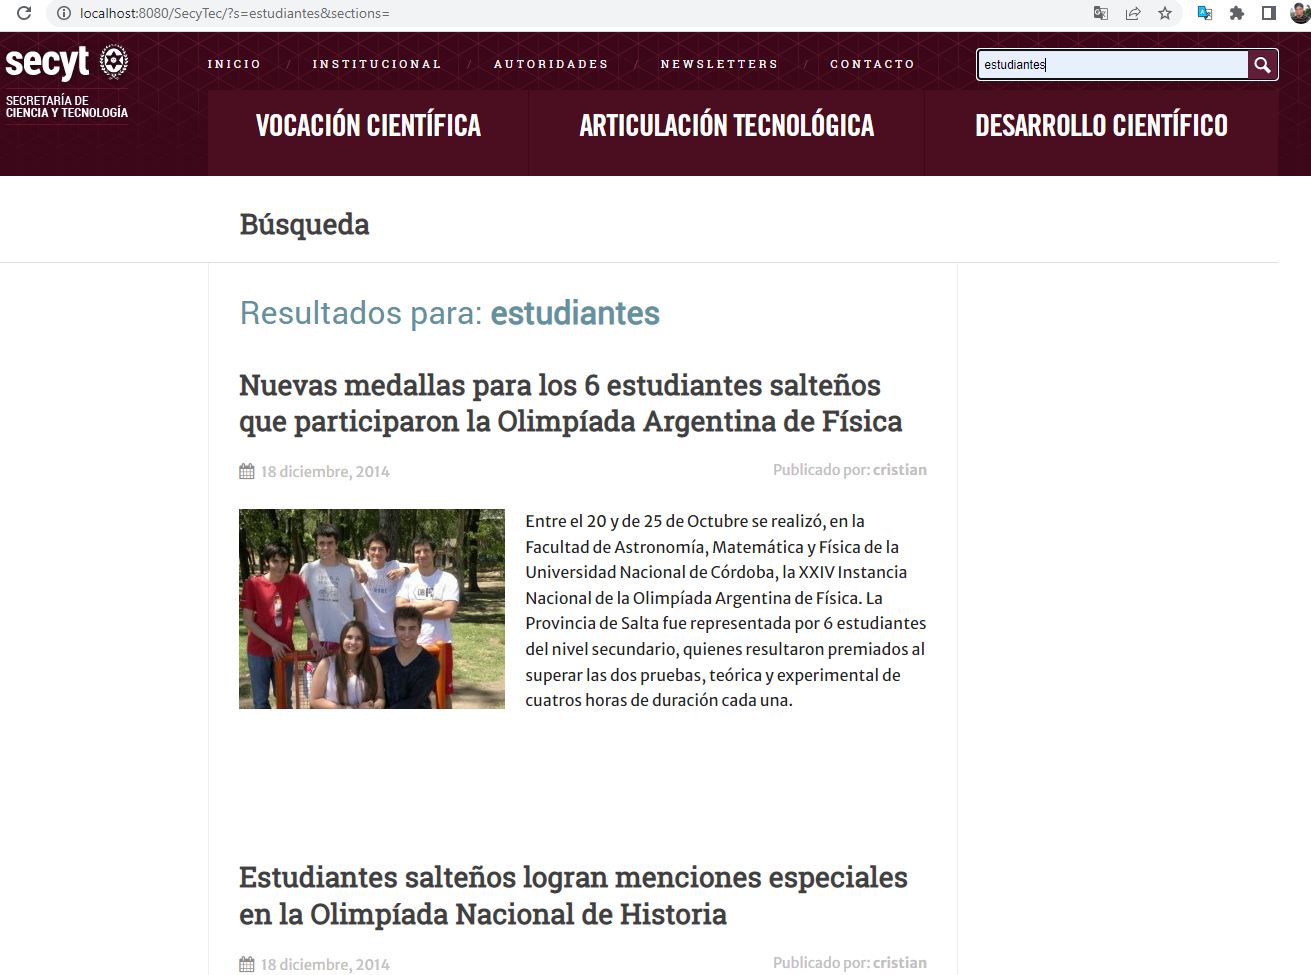 localhost:8080/SecyTec/?s=estudiantes&sections=
secyt
SECRETARÍA DE
CIENCIA Y TECNOLOGÍA
INICIO / INSTITUCIONAL / AUTORIDADES / NEWSLETTERS / CONTACTO
estudiantes
VOCACIÓN CIENTÍFICA
ARTICULACIÓN TECNOLÓGICA
DESARROLLO CIENTÍFICO
Búsqueda
Resultados para: estudiantes
Nuevas medallas para los 6 estudiantes salteños
que participaron la Olimpíada Argentina de Física
18 diciembre, 2014
Publicado por: cristian
Entre el 20 y de 25 de Octubre se realizó, en la
Facultad de Astronomía, Matemática y Física de la
Universidad Nacional de Córdoba, la XXIV Instancia
Nacional de la Olimpíada Argentina de Física. La
Provincia de Salta fue representada por 6 estudiantes
del nivel secundario, quienes resultaron premiados al
superar las dos pruebas, teórica y experimental de
cuatros horas de duración cada una.
Estudiantes salteños logran menciones especiales
en la Olimpíada Nacional de Historia
18 diciembre, 2014
Publicado por: cristian